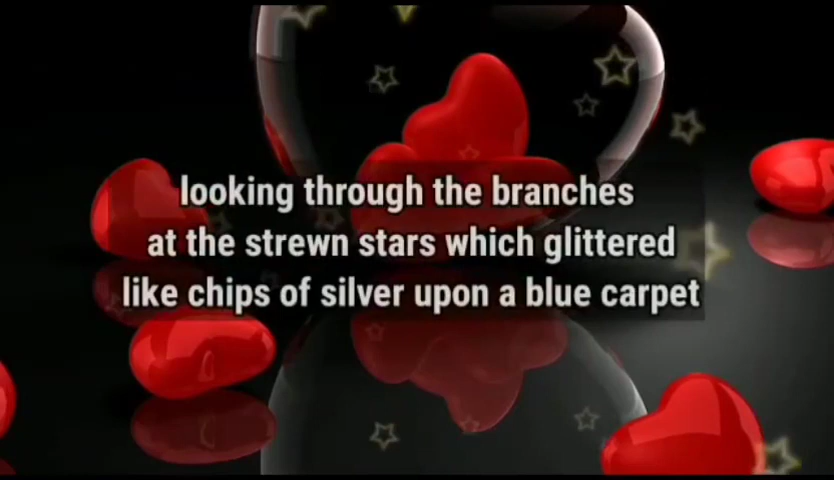 looking through the branches
at the strewn stars which glittered
like chips of silver upon a blue carpet